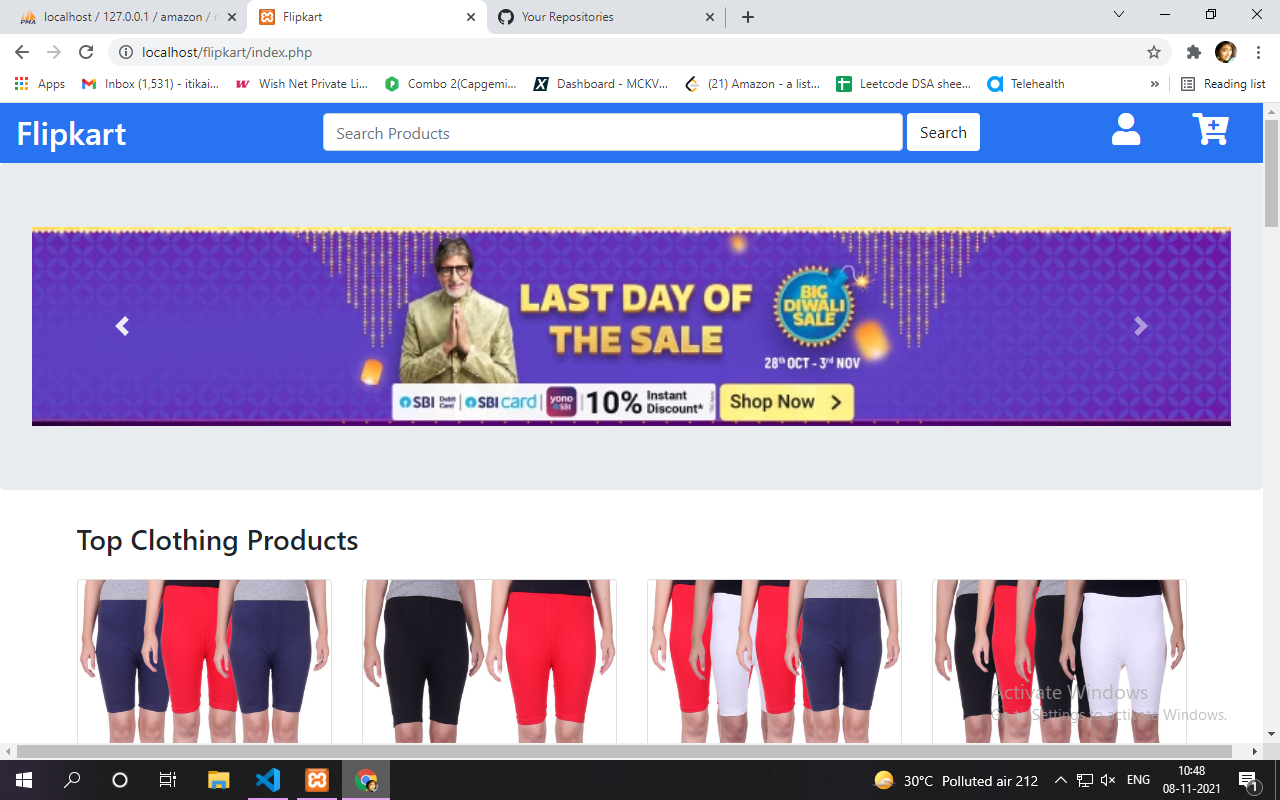 localhost / 127.0.0.1 / amazon /
Flipkart
Your Repositories
localhost/flipkart/index.php
Apps
Inbox (1,531) - itikai...
Wish Net Private Li...
Combo 2(Capgemi...
Dashboard - MCKV...
(21) Amazon - a list...
Leetcode DSA shee...
Telehealth
»
Reading list
Flipkart
Search Products
Search
LAST DAY OF
THE SALE
BIG
DIWALI
SALE
28th OCT - 3rd NOV
SBI Debit Card | SBI card | yono SBI | 10% Instant Discount*
Shop Now
Top Clothing Products
Activate Windows
Go to Settings to activate Windows.
30°C Polluted air 212
ENG
10:48
08-11-2021
1